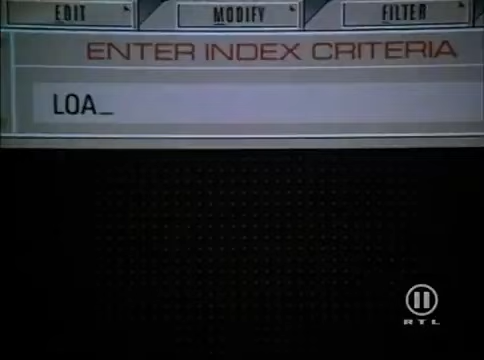 EDIT MODIFY FILTER
ENTER INDEX CRITERIA
LOA_
RTL